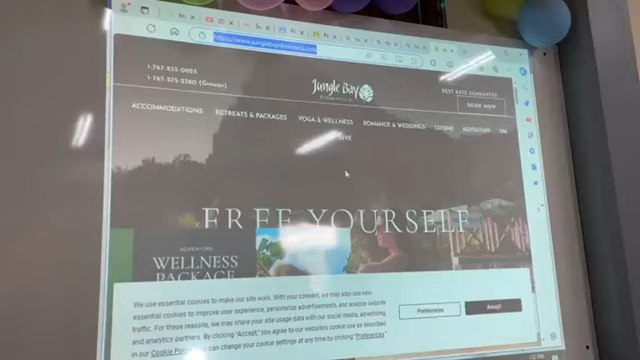 https://www.junglebaydominica.com
1-767-255-0025
1-767-275-2380 (Genver)
Jungle Bay
DOMINICA
BEST RATE GUARANTEE
BOOK NOW
ACCOMMODATIONS
RETREATS & PACKAGES
YOGA & WELLNESS
ROMANCE & WEDDINGS
CUISINE
ADVENTURE
SPA
FREE YOURSELF
ADVENTURE
WELLNESS
PACKAGE
We use essential cookies to make our site work. With your consent, we may also use non-
essential cookies to improve user experience, personalize advertisements, and analyze website
traffic. For these reasons, we may share your site usage data with our social media, advertising,
and analytics partners. By clicking "Accept," you agree to our website's cookie use as described
in our Cookie Policy. You can change your cookie settings at any time by clicking "Preferences."
Preferences
Accept